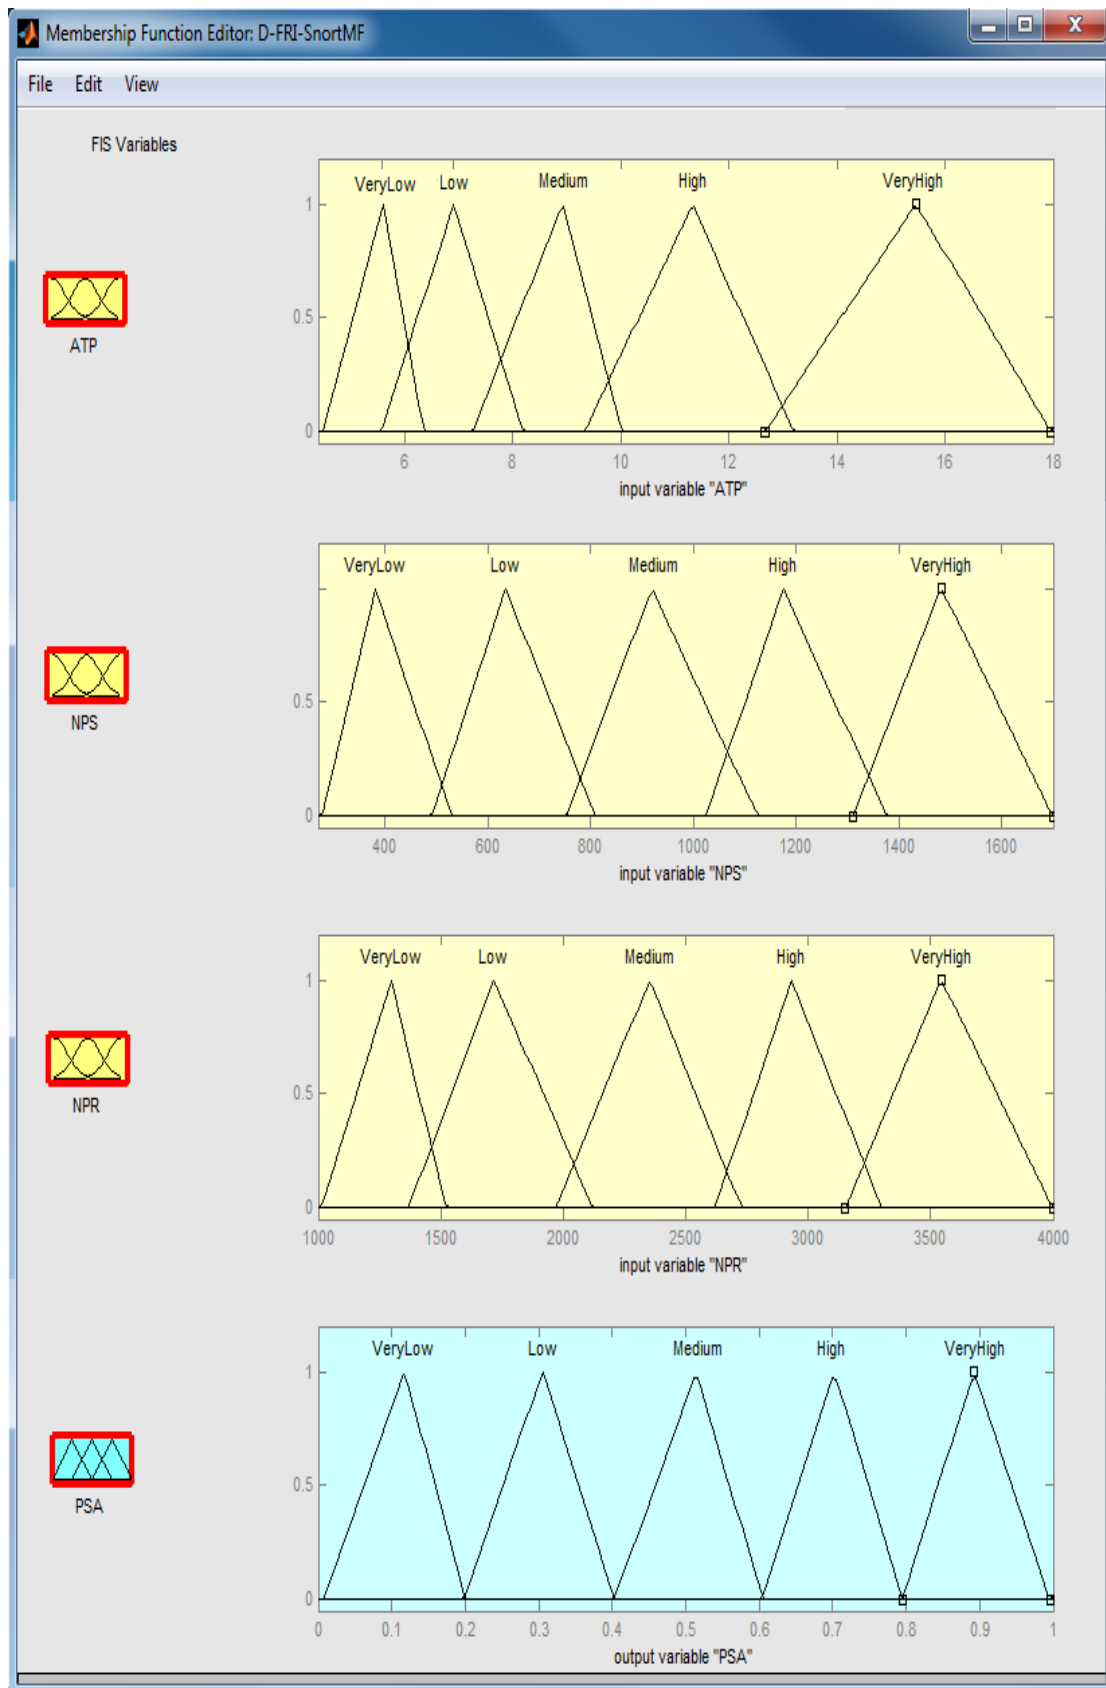 Membership Function Editor: D-FRI-SnortMF
X
File Edit View
FIS Variables
VeryLow Low Medium High VeryHigh
1
0.5
0
6 8 10 12 14 16 18
input variable "ATP"
ATP
VeryLow Low Medium High VeryHigh
0.5
0
400 600 800 1000 1200 1400 1600
input variable "NPS"
NPS
VeryLow Low Medium High VeryHigh
1
0.5
0
1000 1500 2000 2500 3000 3500 4000
input variable "NPR"
NPR
VeryLow Low Medium High VeryHigh
1
0.5
0
0 0.1 0.2 0.3 0.4 0.5 0.6 0.7 0.8 0.9 1
output variable "PSA"
PSA